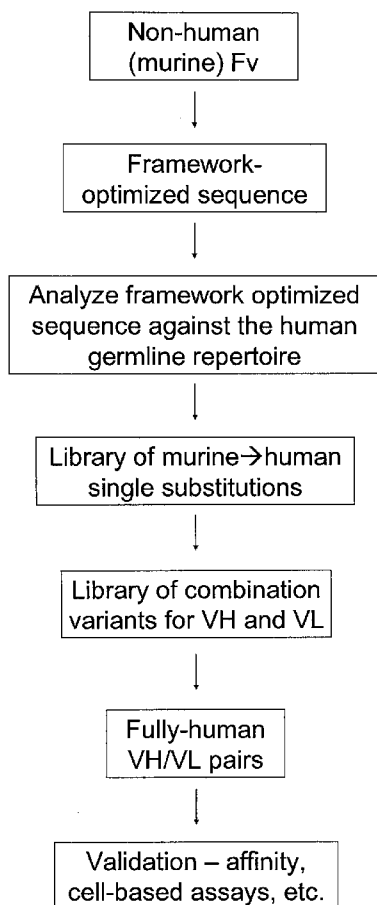 Non-human
(murine) Fv
Framework-
optimized sequence
Analyze framework optimized
sequence against the human
germline repertoire
Library of murine→human
single substitutions
Library of combination
variants for VH and VL
Fully-human
VH/VL pairs
Validation – affinity,
cell-based assays, etc.